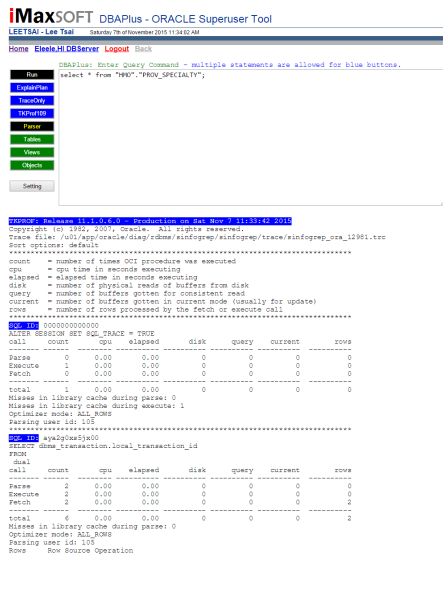 iMaxSOFT DBAPlus - ORACLE Superuser Tool
LEETSAI - Lee Tsai Saturday 7th of November 2015 11:34:02 AM
Home Eleele.HI.DBServer Logout Back
DBAPlus: Enter Query Command - multiple statements are allowed for blue buttons.
Run
select * from "HMO"."PROV_SPECIALTY";
ExplainPlan
TraceOnly
TKProf109
Parser
Tables
Views
Objects
Setting
TKPROF: Release 11.1.0.6.0 - Production on Sat Nov 7 11:33:42 2015
Copyright (c) 1982, 2007, Oracle. All rights reserved.
Trace file: /u01/app/oracle/diag/rdbms/sinfogrep/sinfogrep/trace/sinfogrep_ora_12981.trc
Sort options: default
********************************************************************************
count = number of times OCI procedure was executed
cpu = cpu time in seconds executing
elapsed = elapsed time in seconds executing
disk = number of physical reads of buffers from disk
query = number of buffers gotten for consistent read
current = number of buffers gotten in current mode (usually for update)
rows = number of rows processed by the fetch or execute call
********************************************************************************
SQL ID: 0000000000000
ALTER SESSION SET SQL_TRACE = TRUE
call count cpu elapsed disk query current rows
------- ------ -------- ---------- ---------- ---------- ---------- ----------
Parse 0 0.00 0.00 0 0 0 0
Execute 1 0.00 0.00 0 0 0 0
Fetch 0 0.00 0.00 0 0 0 0
------- ------ -------- ---------- ---------- ---------- ---------- ----------
total 1 0.00 0.00 0 0 0 0
Misses in library cache during parse: 0
Misses in library cache during execute: 1
Optimizer mode: ALL_ROWS
Parsing user id: 105
********************************************************************************
SQL ID: aya2g0xs5jx00
SELECT dbms_transaction.local_transaction_id
FROM
dual
call count cpu elapsed disk query current rows
------- ------ -------- ---------- ---------- ---------- ---------- ----------
Parse 2 0.00 0.00 0 0 0 0
Execute 2 0.00 0.00 0 0 0 0
Fetch 2 0.00 0.00 0 0 0 2
------- ------ -------- ---------- ---------- ---------- ---------- ----------
total 6 0.00 0.00 0 0 0 2
Misses in library cache during parse: 0
Optimizer mode: ALL_ROWS
Parsing user id: 105
Rows Row Source Operation